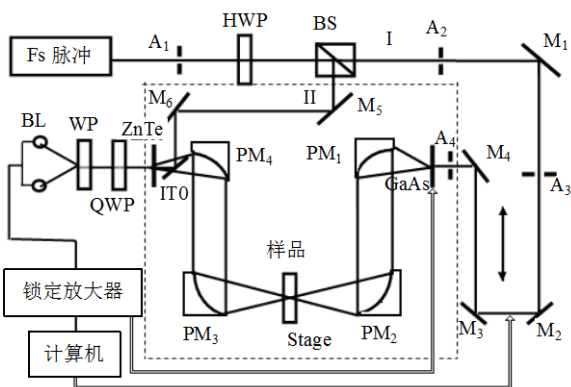 HWP
BS
I
Fs 脉冲
A1
A2
M1
M6
II
M5
BL
WP
ZnTe
PM4
PM1
A4
M4
QWP
IT0
GaAs
A3
样品
锁定放大器
PM3
Stage
PM2
M3
M2
计算机